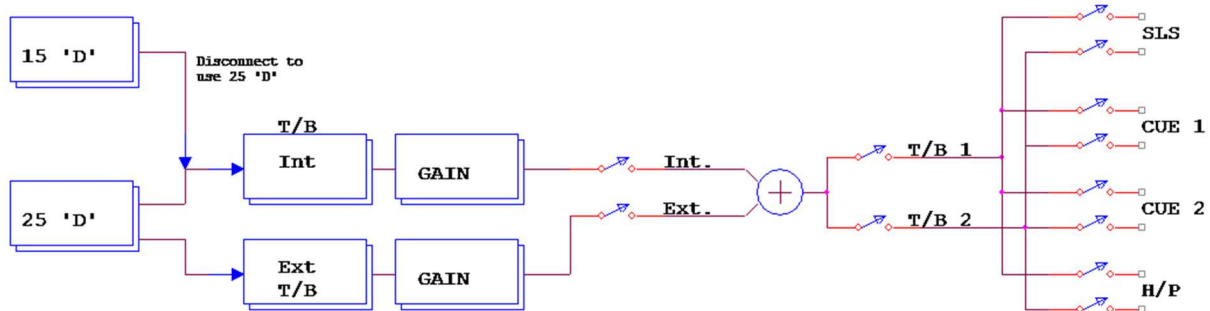 15 'D'
Disconnect to
use 25 'D'
T/B
Int
GAIN
Int.
25 'D'
Ext
T/B
GAIN
Ext.
T/B 1
T/B 2
SLS
CUE 1
CUE 2
H/P